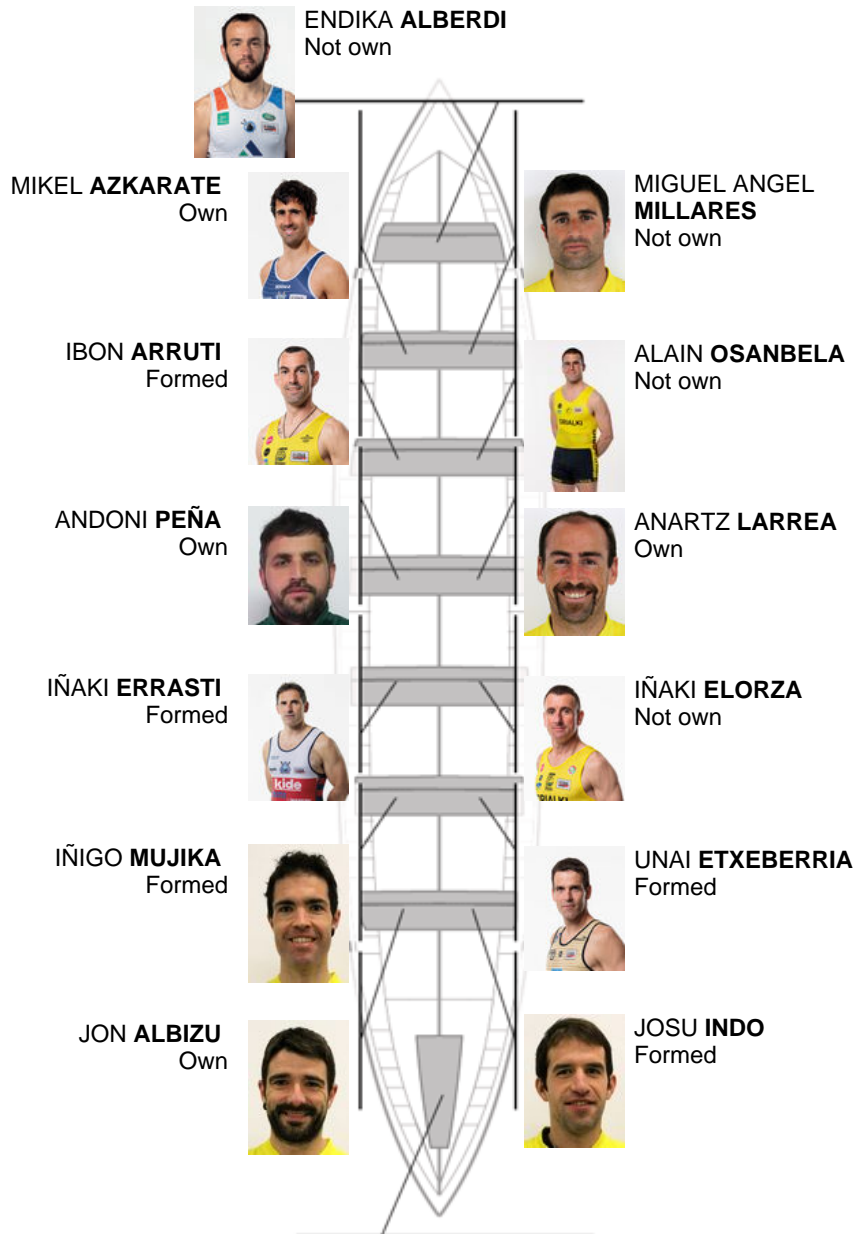 ENDIKA ALBERDI
Not own
MIKEL AZKARATE
Own
MIGUEL ANGEL
MILLARES
Not own
IBON ARRUTI
Formed
ALAIN OSANBELA
Not own
ANDONI PEÑA
Own
ANARTZ LARREA
Own
IÑAKI ERRASTI
Formed
IÑAKI ELORZA
Not own
kide
IÑIGO MUJIKA
Formed
UNAI ETXEBERRIA
Formed
JON ALBIZU
Own
JOSU INDO
Formed